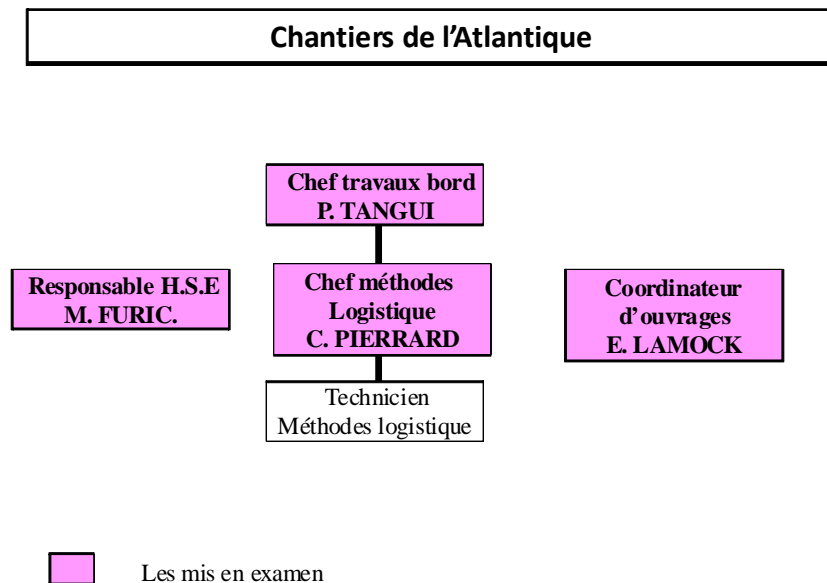 Chantiers de l'Atlantique
Chef travaux bord
P. TANGUI
Responsable H.S.E
M. FURIC.
Chef méthodes
Logistique
C. PIERRARD
Coordinateur
d'ouvrages
E. LAMOCK
Technicien
Méthodes logistique
Les mis en examen